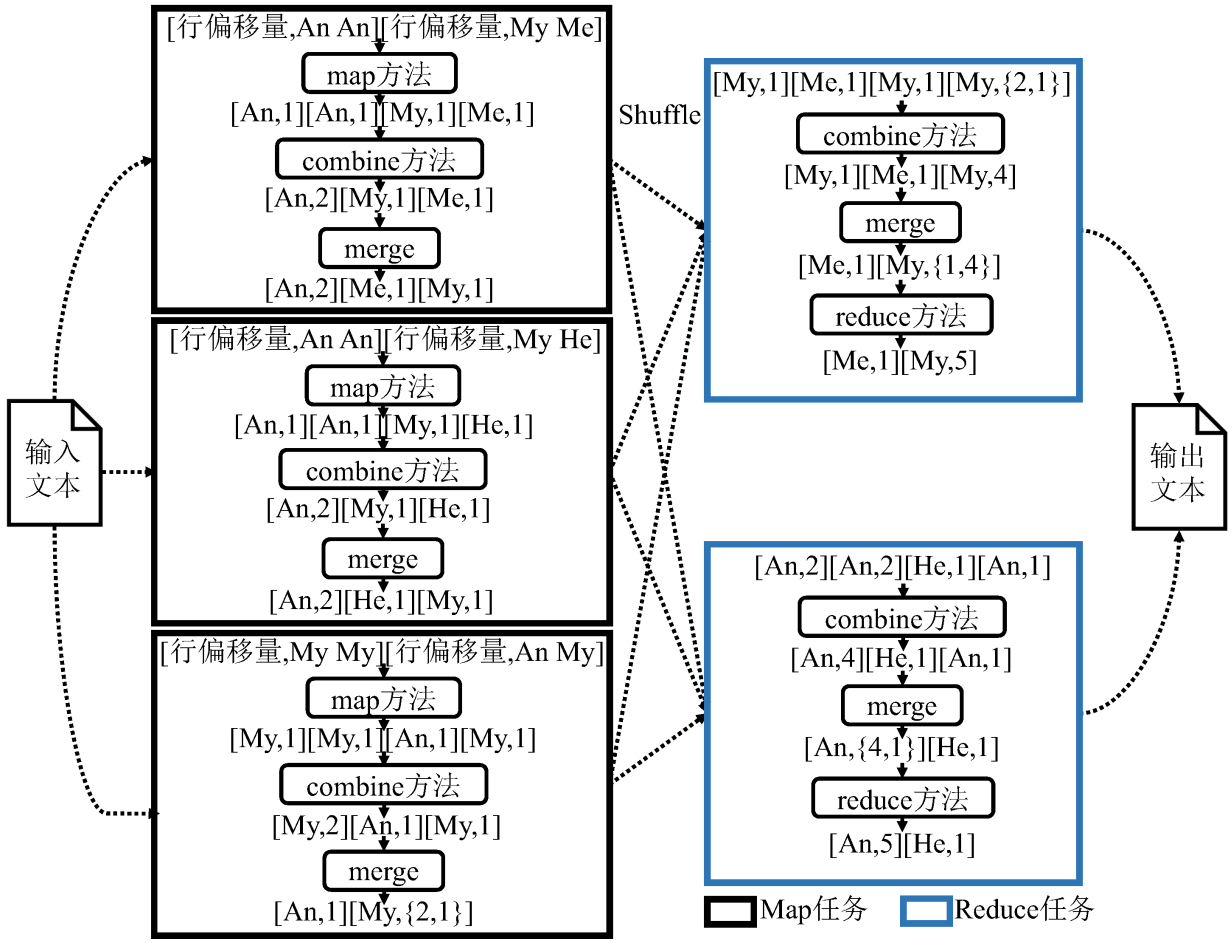 输入
文本
[行偏移量,An An][行偏移量,My Me]
map方法
[An,1][An,1][My,1][Me,1]
combine方法
[An,2][My,1][Me,1]
merge
[An,2][Me,1][My,1]
[行偏移量,An An][行偏移量,My He]
map方法
[An,1][An,1][My,1][He,1]
combine方法
[An,2][My,1][He,1]
merge
[An,2][He,1][My,1]
[行偏移量,My My][行偏移量,An My]
map方法
[My,1][My,1][An,1][My,1]
combine方法
[My,2][An,1][My,1]
merge
[An,1][My,{2,1}]
Shuffle
[My,1][Me,1][My,1][My,{2,1}]
combine方法
[My,1][Me,1][My,4]
merge
[Me,1][My,{1,4}]
reduce方法
[Me,1][My,5]
[An,2][An,2][He,1][An,1]
combine方法
[An,4][He,1][An,1]
merge
[An,{4,1}][He,1]
reduce方法
[An,5][He,1]
输出
文本
Map任务
Reduce任务